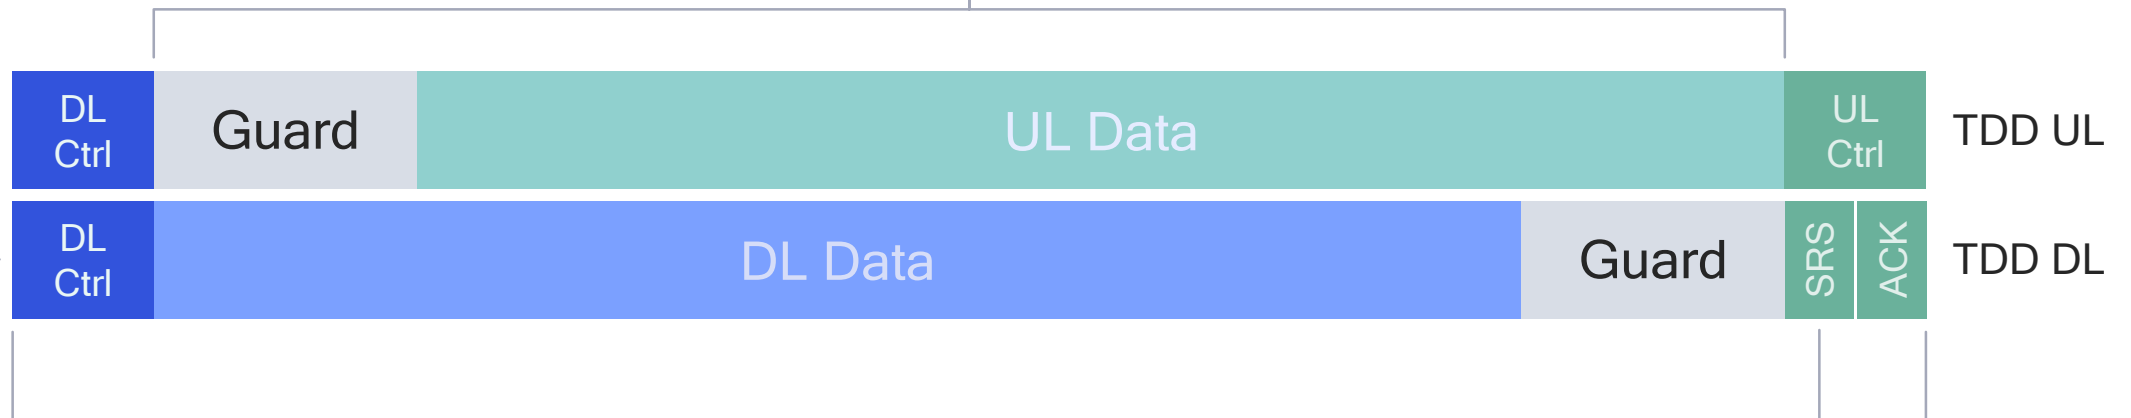 DL
Ctrl
Guard
UL Data
UL
Ctrl
TDD UL
DL
Ctrl
DL Data
Guard
SRS
ACK
TDD DL